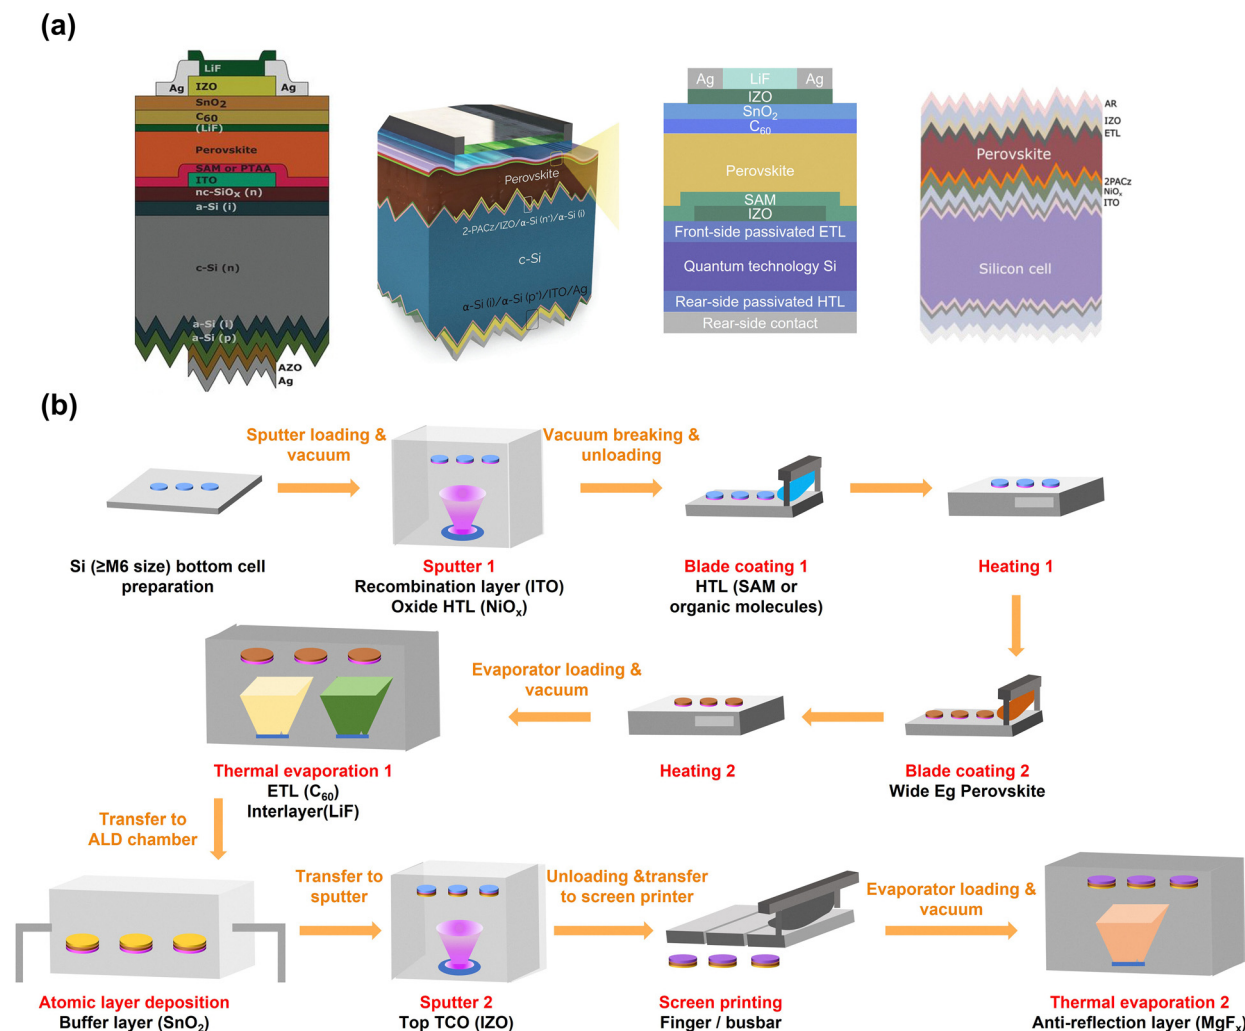 (a)
LiF
Ag
IZO
Ag
SnO₂
C₆₀
(LiF)
Perovskite
SAM or PTAA
ITO
nc-SiOₓ (n)
a-Si (i)
c-Si (n)
a-Si (i)
a-Si (p)
AZO
Ag
Perovskite
2-PACz/IZO/α-Si (n⁺)/α-Si (i)
c-Si
α-Si (i)/α-Si (p⁺)/ITO/Ag
Ag LiF Ag
IZO
SnO₂
C₆₀
Perovskite
SAM
IZO
Front-side passivated ETL
Quantum technology Si
Rear-side passivated HTL
Rear-side contact
AR
IZO
ETL
Perovskite
2PACz
NiOₓ
ITO
Silicon cell
(b)
Si (≥M6 size) bottom cell
preparation
Sputter loading &
vacuum
Sputter 1
Recombination layer (ITO)
Oxide HTL (NiOₓ)
Vacuum breaking &
unloading
Blade coating 1
HTL (SAM or
organic molecules)
Heating 1
Blade coating 2
Wide Eg Perovskite
Heating 2
Evaporator loading &
vacuum
Thermal evaporation 1
ETL (C₆₀)
Interlayer(LiF)
Transfer to
ALD chamber
Atomic layer deposition
Buffer layer (SnO₂)
Transfer to
sputter
Sputter 2
Top TCO (IZO)
Unloading &transfer
to screen printer
Screen printing
Finger / busbar
Evaporator loading &
vacuum
Thermal evaporation 2
Anti-reflection layer (MgFₓ)